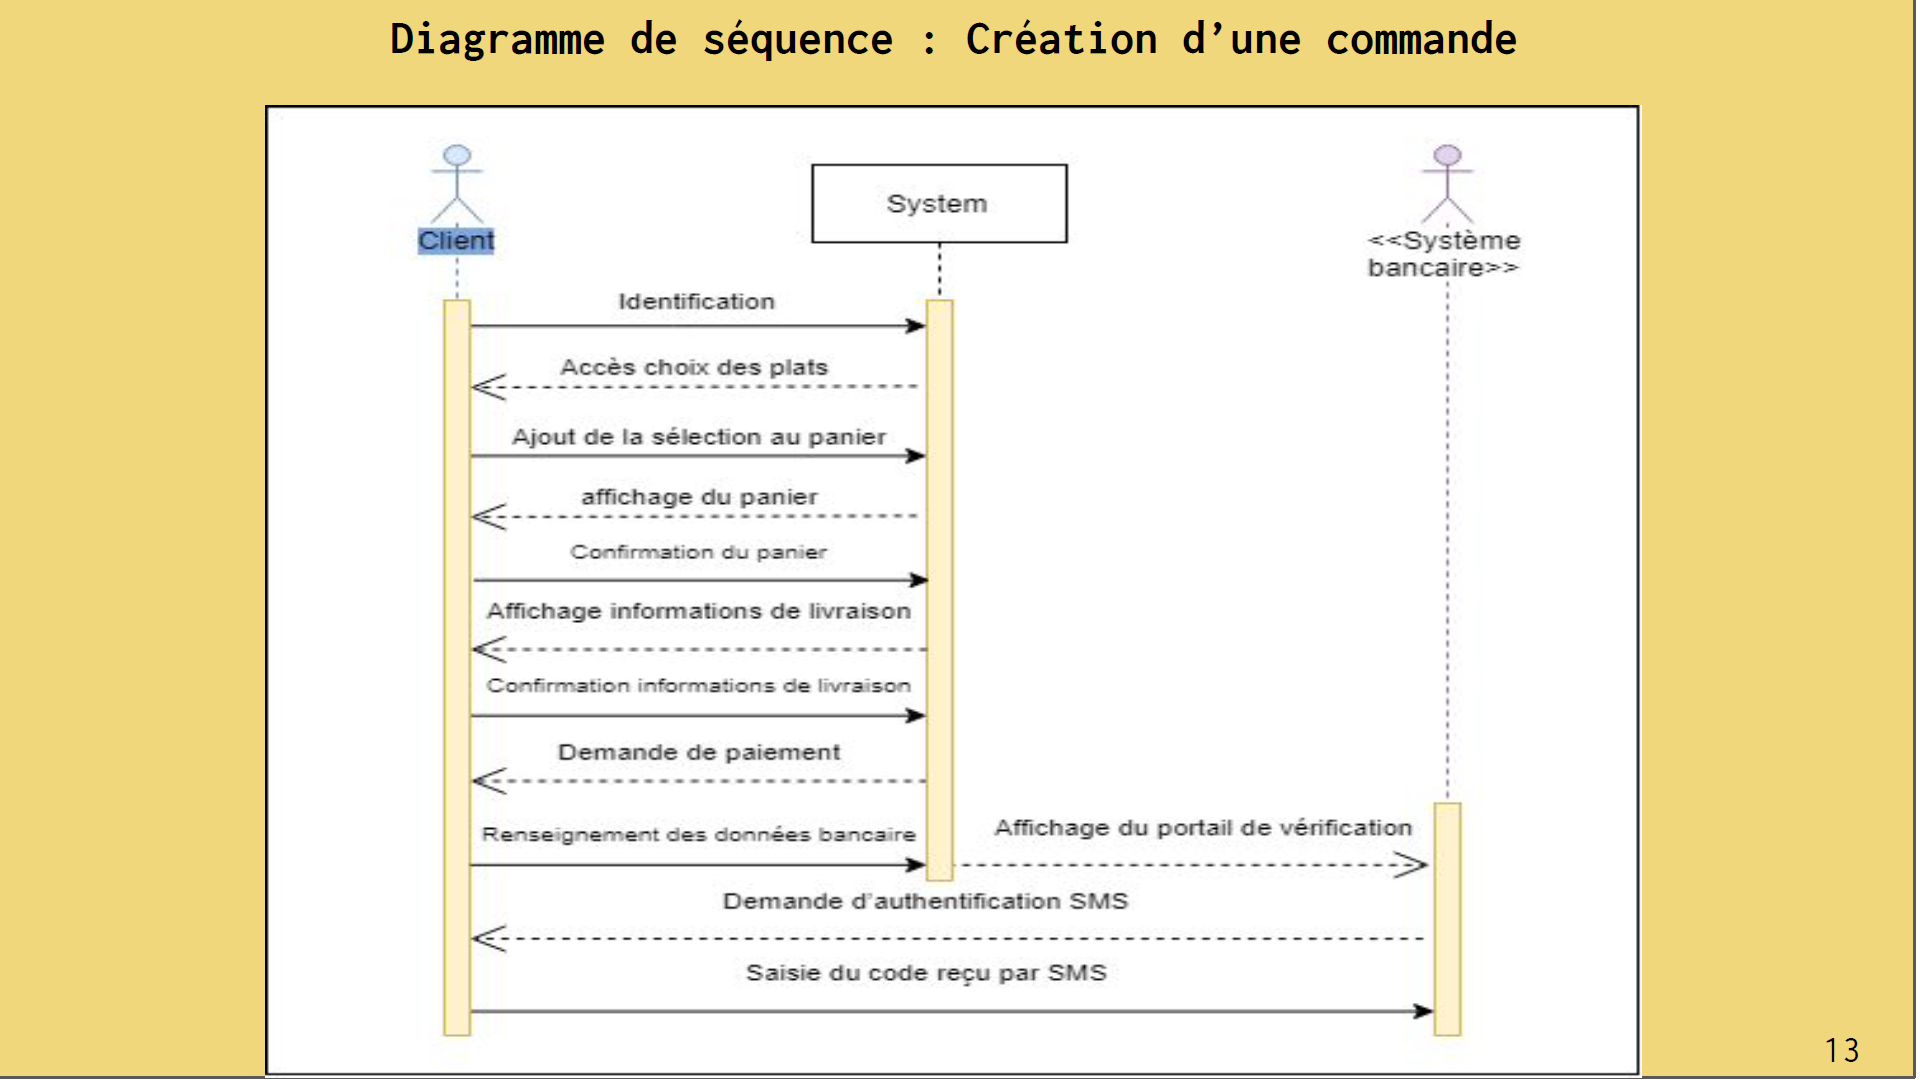 Diagramme de séquence : Création d’une commande
Client
System
<<Système
bancaire>>
Identification
Accès choix des plats
Ajout de la sélection au panier
affichage du panier
Confirmation du panier
Affichage informations de livraison
Confirmation informations de livraison
Demande de paiement
Renseignement des données bancaire
Affichage du portail de vérification
Demande d'authentification SMS
Saisie du code reçu par SMS
13